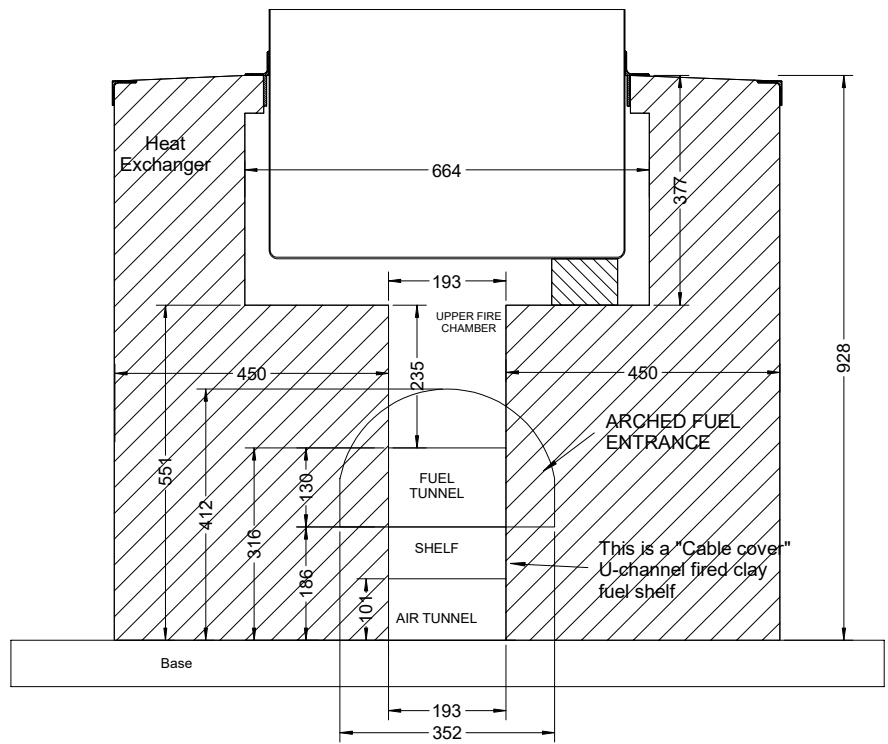 Heat
Exchanger
664
377
193
UPPER FIRE
CHAMBER
928
450
235
450
ARCHED FUEL
ENTRANCE
551
412
316
130
FUEL
TUNNEL
186
SHELF
This is a "Cable cover"
U-channel fired clay
fuel shelf
101
AIR TUNNEL
Base
193
352